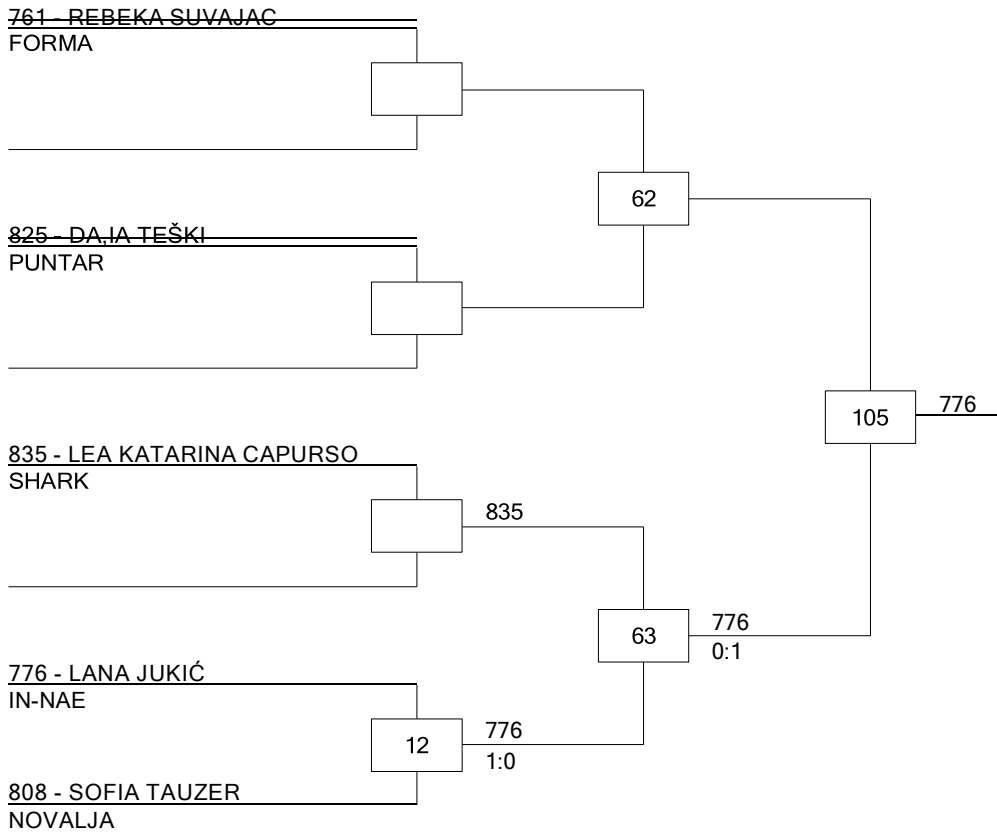 761 - REBEKA SUVAJAC
FORMA
62
825 - DA,IA TEŠKI
PUNTAR
105
776
835 - LEA KATARINA CAPURSO
SHARK
835
63
776
0:1
776 - LANA JUKIĆ
IN-NAE
12
776
1:0
808 - SOFIA TAUZER
NOVALJA